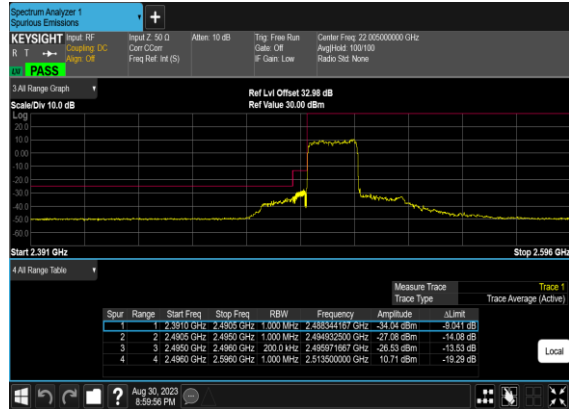 Spectrum Analyzer 1
Spurious Emissions
KEYSIGHT Input: RF Input Z: 50 Ω Atten: 10 dB Trig: Free Run Center Freq: 22.005000000 GHz
R T Coupling: DC Corr CCorr Gate: Off Avg|Hold: 100/100
Align: Off Freq Ref: Int (S) IF Gain: Low Radio Std: None
PASS
3 All Range Graph
Ref Lvl Offset 32.98 dB
Scale/Div 10.0 dB Ref Value 30.00 dBm
Log
20.0
10.0
0.00
-10.0
-20.0
-30.0
-40.0
-50.0
-60.0
Start 2.391 GHz Stop 2.596 GHz
4 All Range Table
Measure Trace Trace 1
Trace Type Trace Average (Active)
Spur Range Start Freq Stop Freq RBW Frequency Amplitude ΔLimit
1 1 2.3910 GHz 2.4905 GHz 1.000 MHz 2.488344167 GHz -34.04 dBm -9.041 dB
2 2 2.4905 GHz 2.4950 GHz 1.000 MHz 2.494932500 GHz -27.08 dBm -14.08 dB
3 3 2.4950 GHz 2.4960 GHz 200.0 kHz 2.495971667 GHz -26.53 dBm -13.53 dB
4 4 2.4960 GHz 2.5960 GHz 1.000 MHz 2.513500000 GHz 10.71 dBm -19.29 dB
Local
? Aug 30, 2023
8:59:56 PM